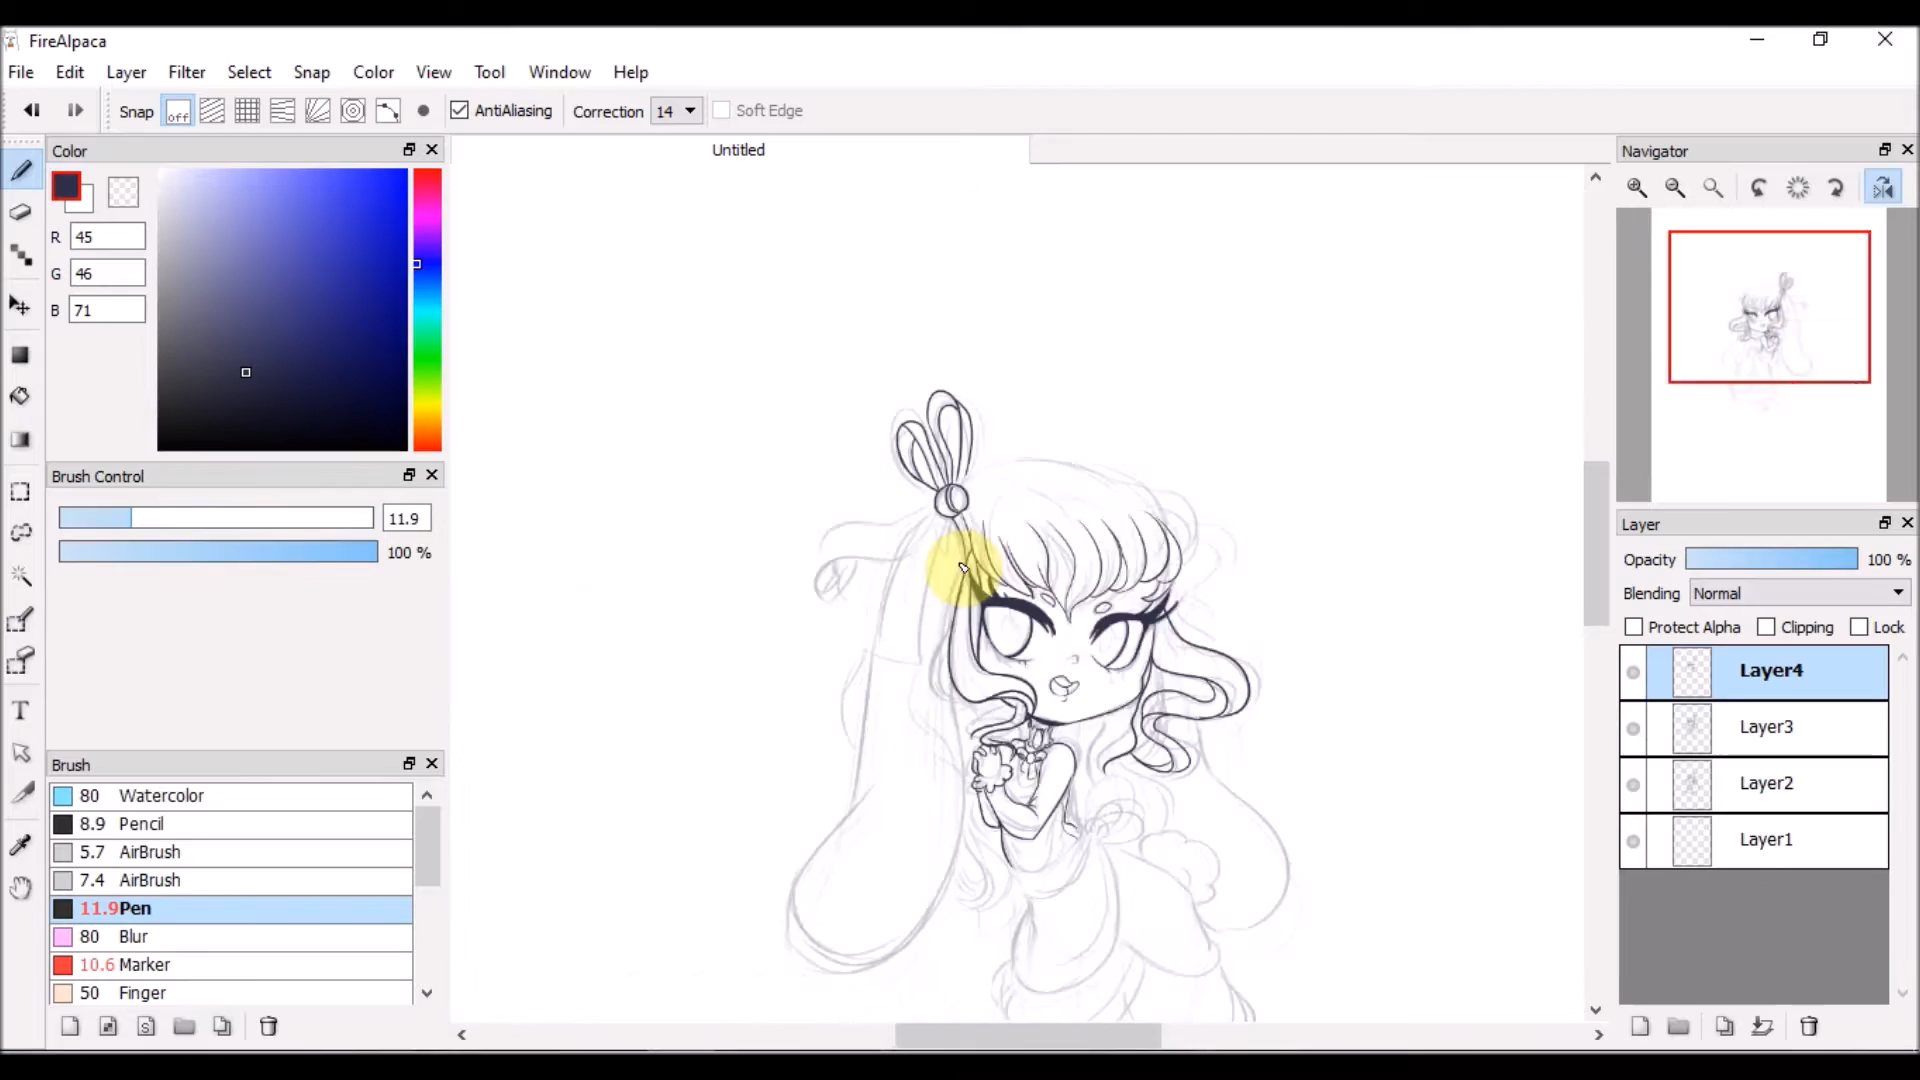 FireAlpaca
File Edit Layer Filter Select Snap Color View Tool Window Help
Snap off AntiAliasing Correction 14 Soft Edge
Color
R 45
G 46
B 71
Brush Control
11.9
100 %
Brush
80 Watercolor
8.9 Pencil
5.7 AirBrush
7.4 AirBrush
11.9 Pen
80 Blur
10.6 Marker
50 Finger
S
Untitled
Navigator
Layer
Opacity 100 %
Blending Normal
Protect Alpha Clipping Lock
Layer4
Layer3
Layer2
Layer1